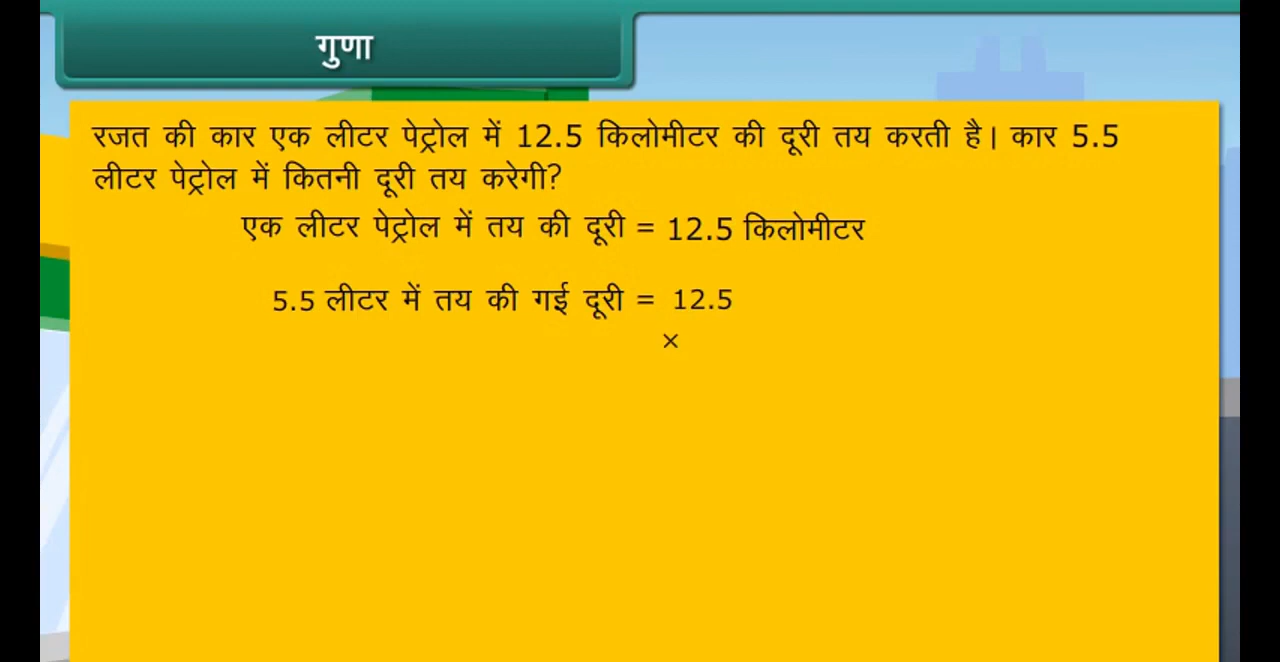 गुणा
रजत की कार एक लीटर पेट्रोल में 12.5 किलोमीटर की दूरी तय करती है। कार 5.5
लीटर पेट्रोल में कितनी दूरी तय करेगी?
एक लीटर पेट्रोल में तय की दूरी = 12.5 किलोमीटर
5.5 लीटर में तय की गई दूरी = 12.5
×